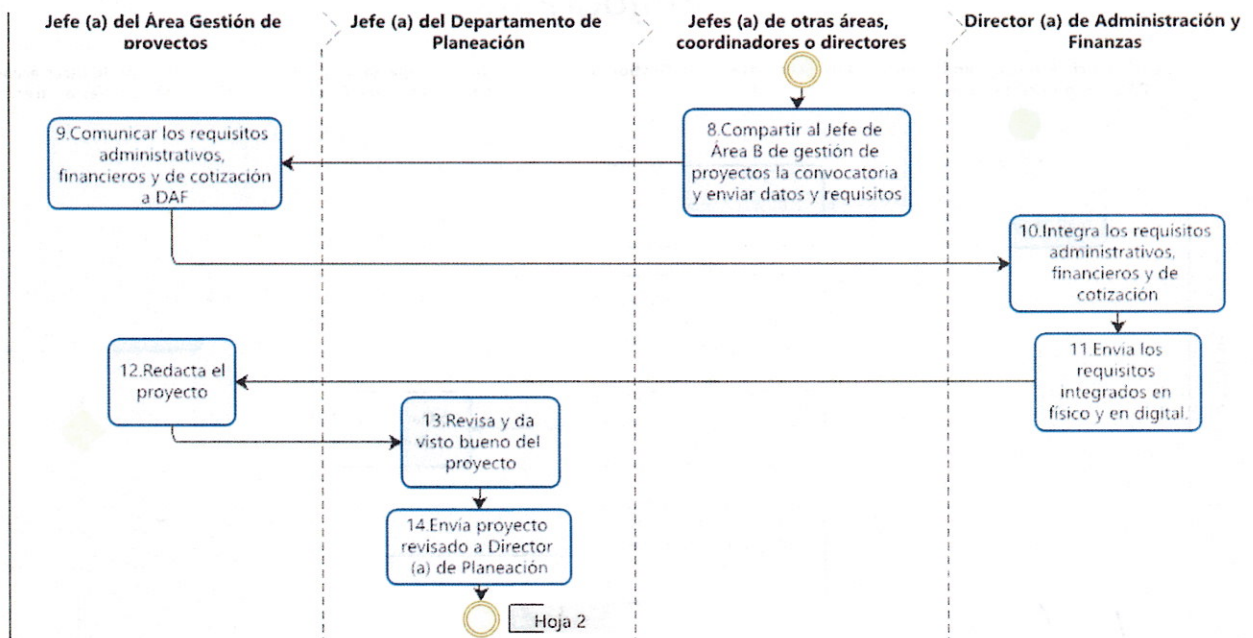 Jefe (a) del Área Gestión de
proyectos
Jefe (a) del Departamento de
Planeación
Jefes (a) de otras áreas,
coordinadores o directores
Director (a) de Administración y
Finanzas
8.Compartir al Jefe de
Área B de gestión de
proyectos la convocatoria
y enviar datos y requisitos
9.Comunicar los requisitos
administrativos,
financieros y de cotización
a DAF
10.Integra los requisitos
administrativos,
financieros y de
cotización
11.Envia los
requisitos
integrados en
físico y en digital.
12.Redacta el
proyecto
13.Revisa y da
visto bueno del
proyecto
14.Envia proyecto
revisado a Director
(a) de Planeación
Hoja 2